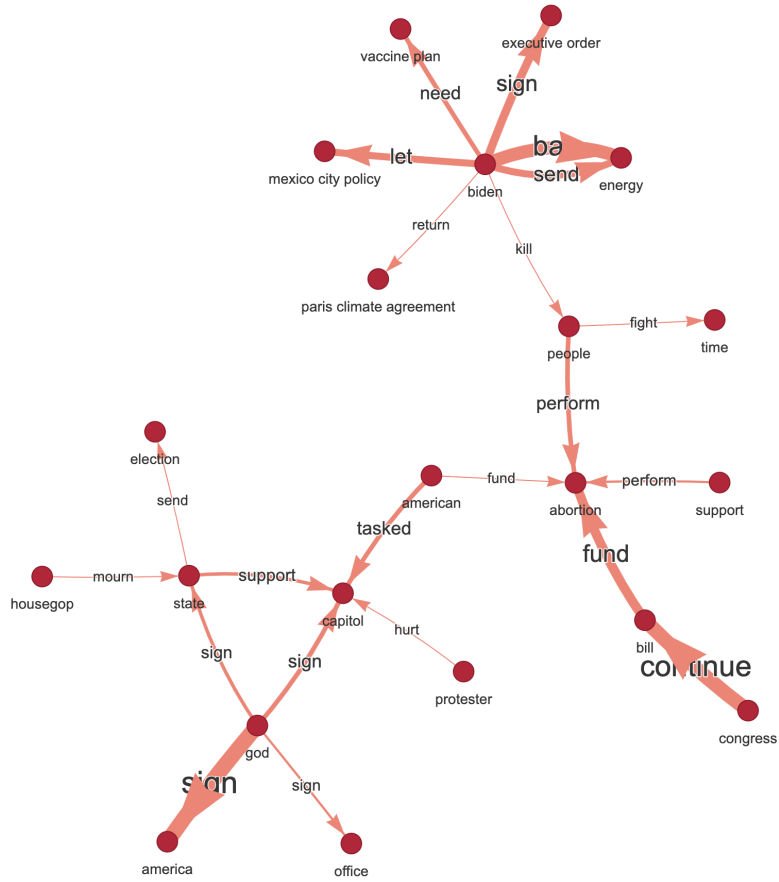 executive order
vaccine plan
sign
need
ba
let
send
mexico city policy
energy
biden
return
kill
paris climate agreement
fight
people
time
perform
election
fund
perform
send
american
abortion
support
tasked
fund
mourn
support
housegop
state
capitol
hurt
bill
sign
sign
continue
protester
congress
god
sign
sign
america
office